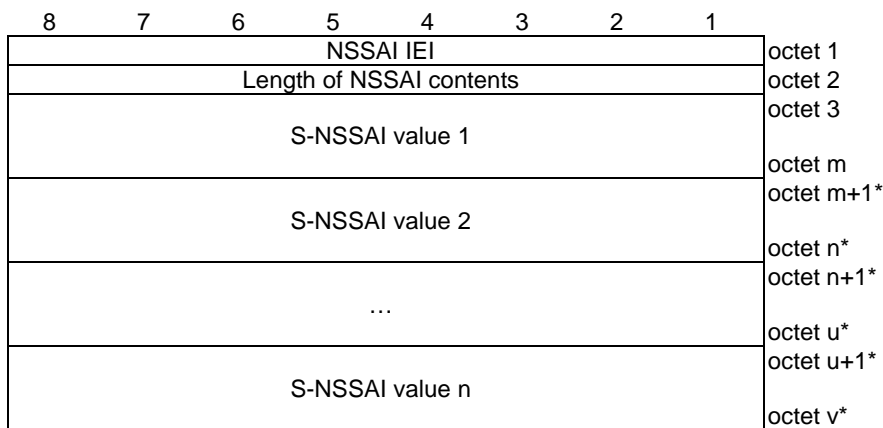 8 7 6 5 4 3 2 1
NSSAI IEI octet 1
Length of NSSAI contents octet 2
octet 3
S-NSSAI value 1
octet m
octet m+1*
S-NSSAI value 2
octet n*
octet n+1*
…
octet u*
octet u+1*
S-NSSAI value n
octet v*